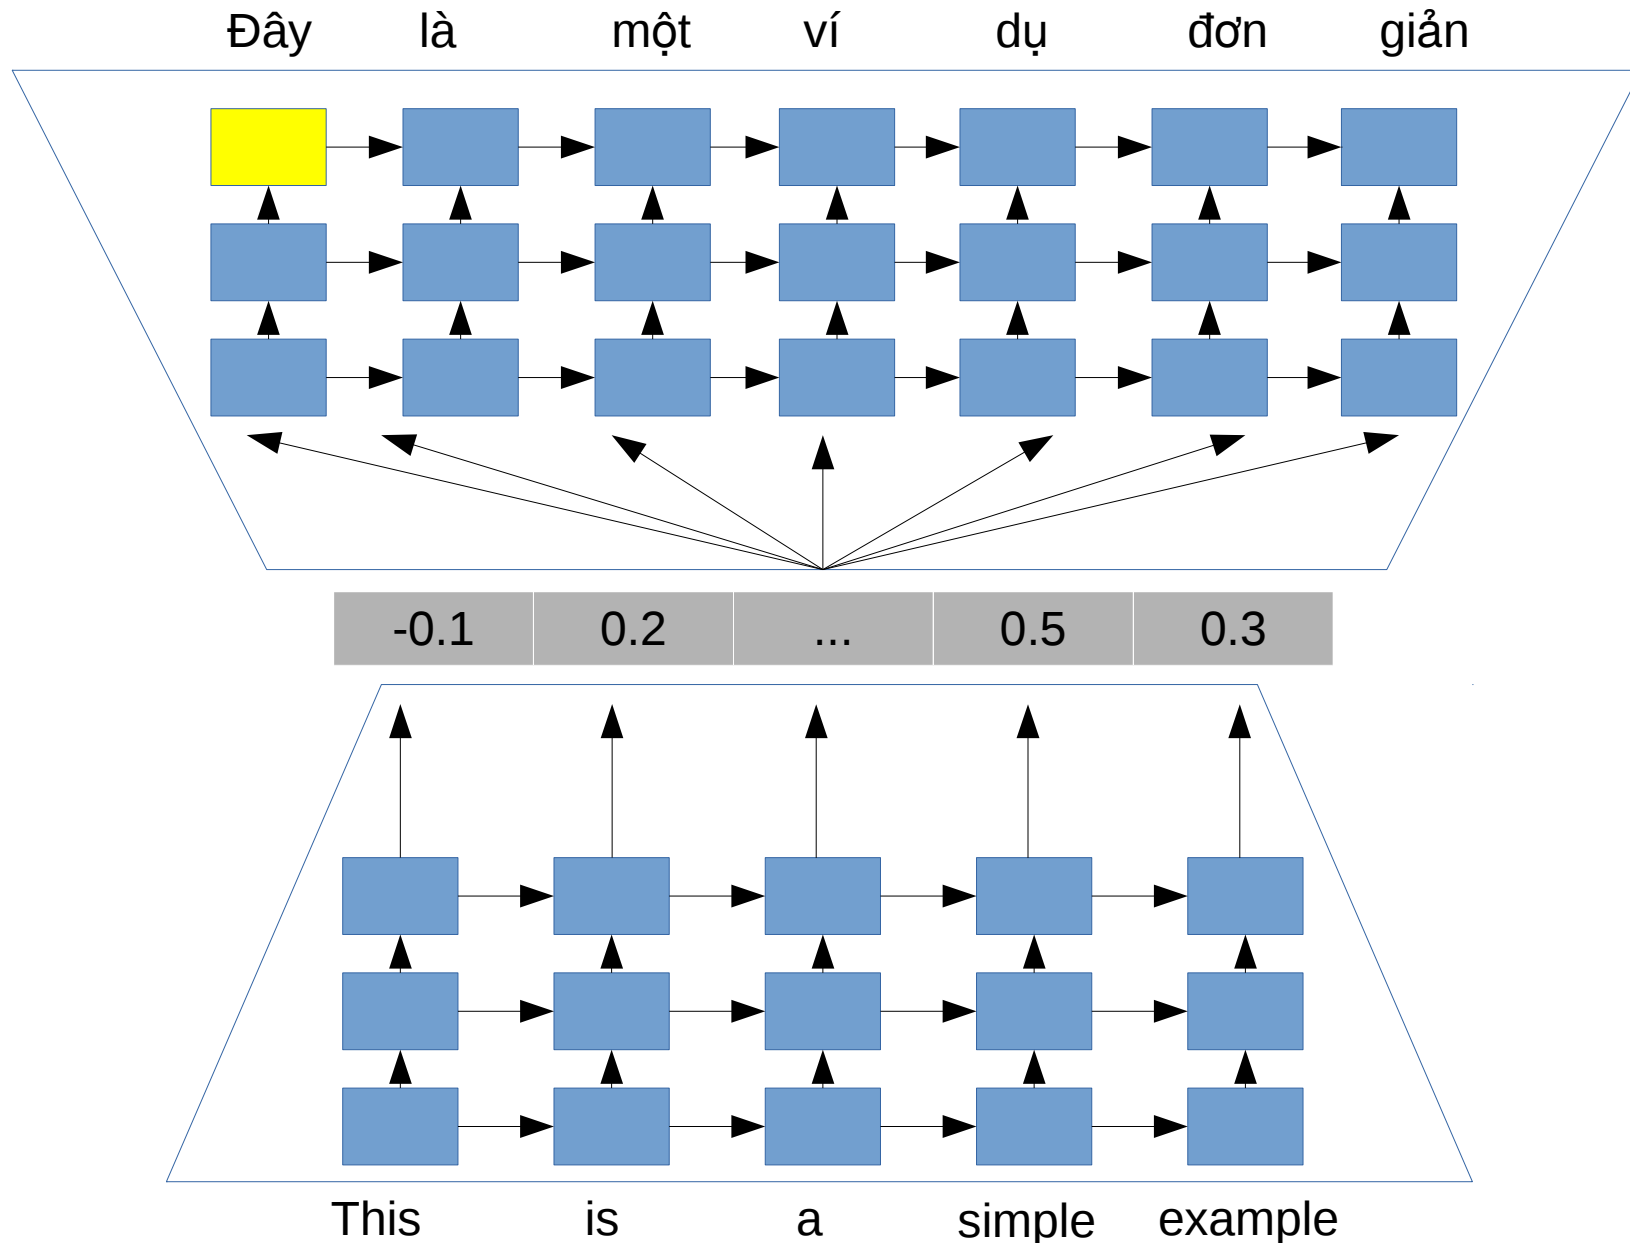 Đây là một ví dụ đơn giản
-0.1 0.2 ... 0.5 0.3
This is a simple example